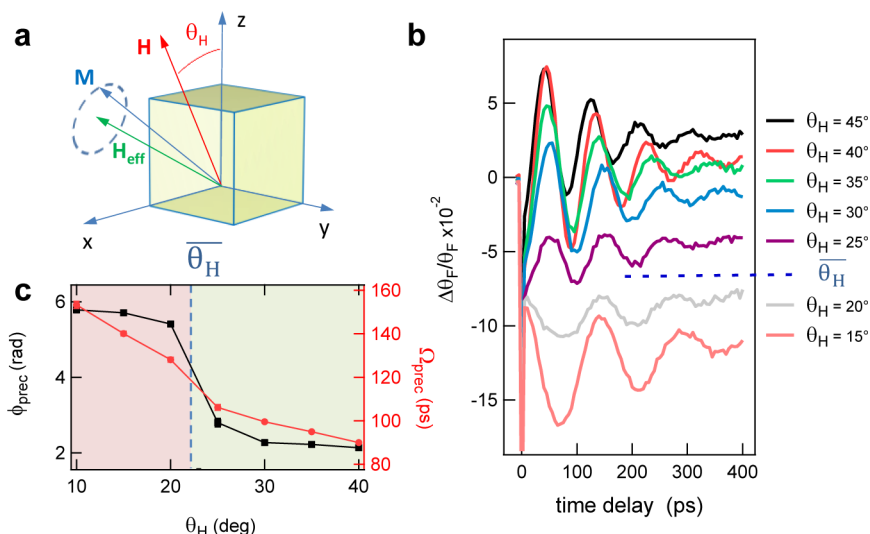 a
z
H
θH
M
Heff
x
y
b
ΔθF/θF x10-2
5
0
-5
-10
-15
0
100
200
300
400
time delay (ps)
θH = 45°
θH = 40°
θH = 35°
θH = 30°
θH = 25°
θH
θH = 20°
θH = 15°
c
θH
ϕprec (rad)
6
4
2
10
20
30
40
θH (deg)
160
140
120
100
80
Ωprec (ps)